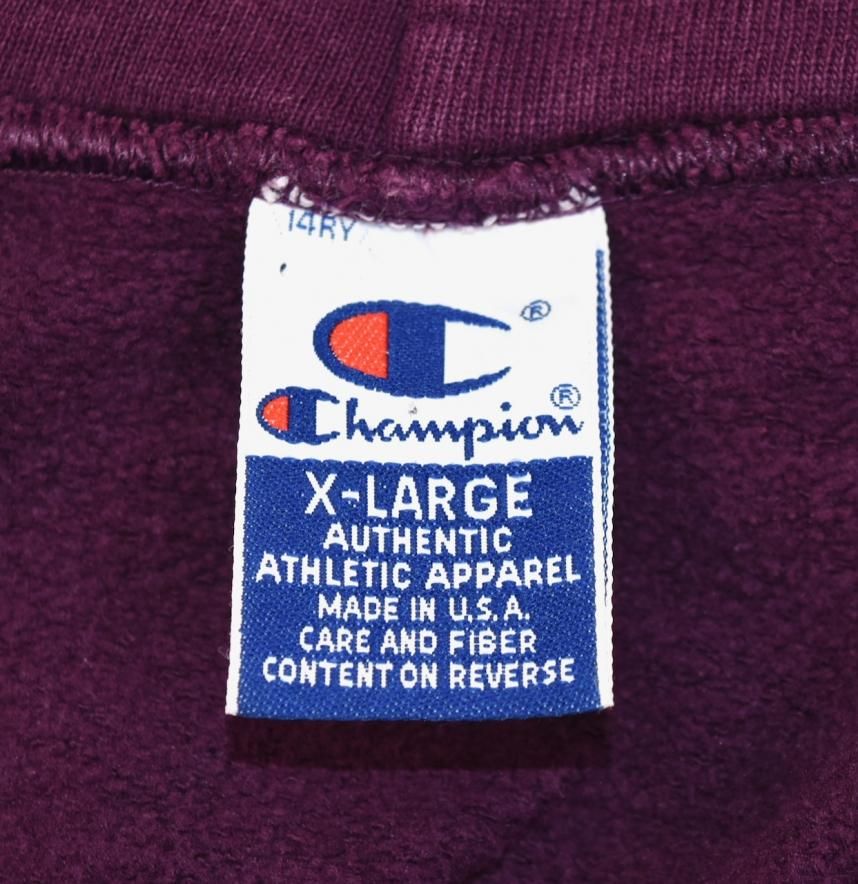 14RY
®
Champion®
X-LARGE
AUTHENTIC
ATHLETIC APPAREL
MADE IN U.S.A.
CARE AND FIBER
CONTENT ON REVERSE